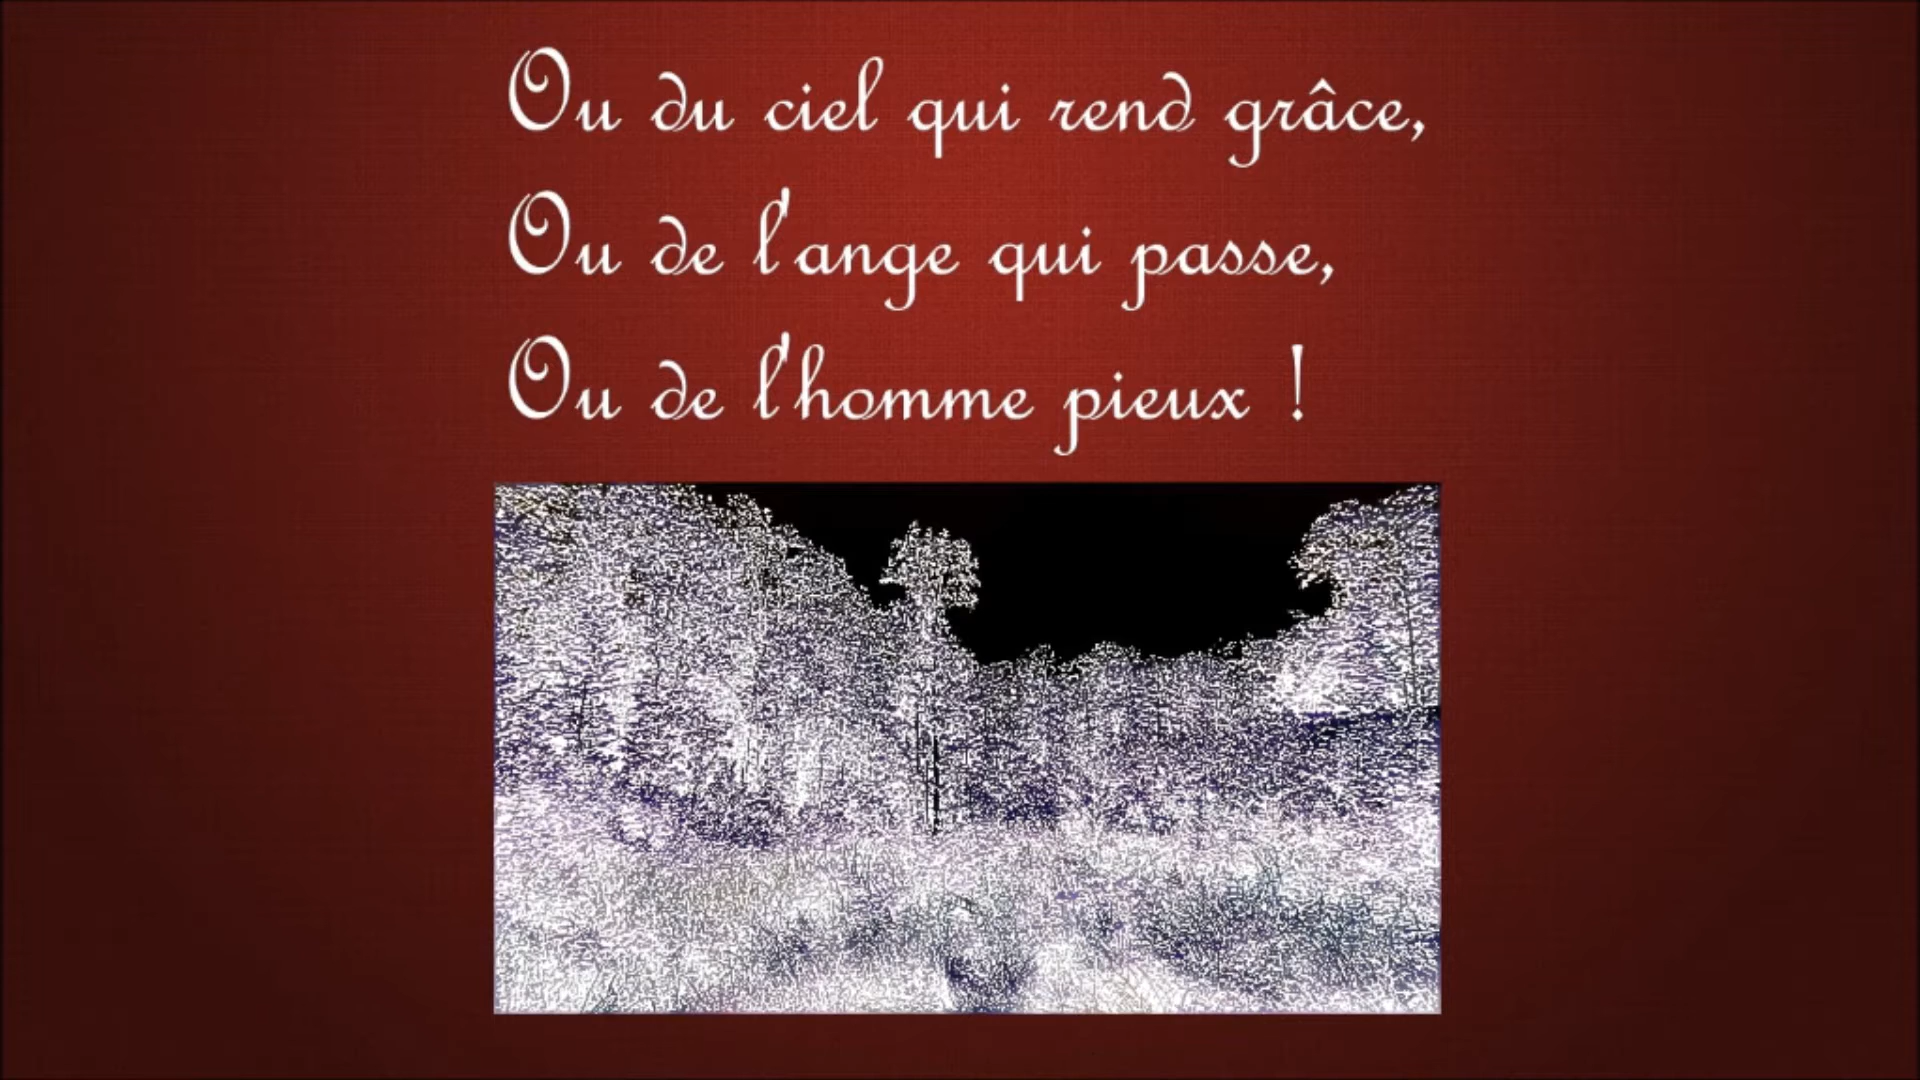 Ou du ciel qui rend grâce,
Ou de l'ange qui passe,
Ou de l'homme pieux !